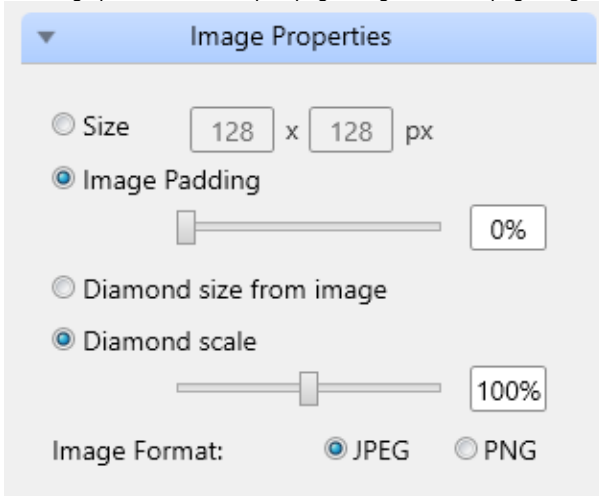 Image Properties
Size 128 x 128 px
Image Padding
0%
Diamond size from image
Diamond scale
100%
Image Format: JPEG PNG